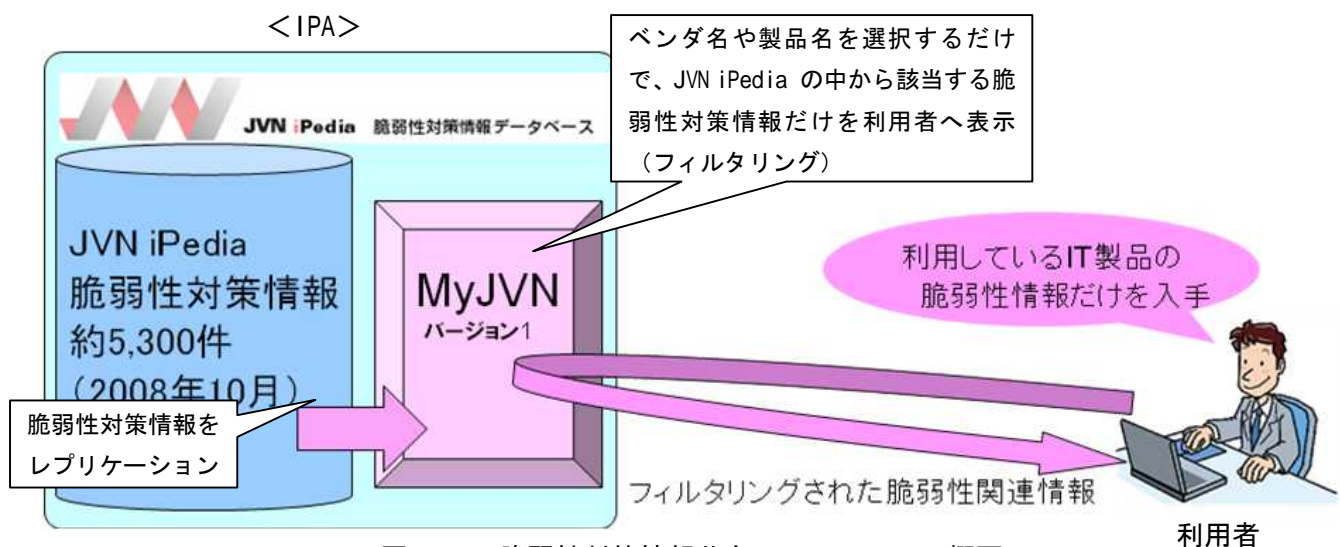 ＜IPA＞
ベンダ名や製品名を選択するだけ
で、JVN iPedia の中から該当する脆
弱性対策情報だけを利用者へ表示
（フィルタリング）
JVN iPedia 脆弱性対策情報データベース
JVN iPedia
脆弱性対策情報
約5,300件
（2008年10月）
MyJVN
バージョン1
利用しているIT製品の
脆弱性情報だけを入手
脆弱性対策情報を
レプリケーション
フィルタリングされた脆弱性関連情報
利用者